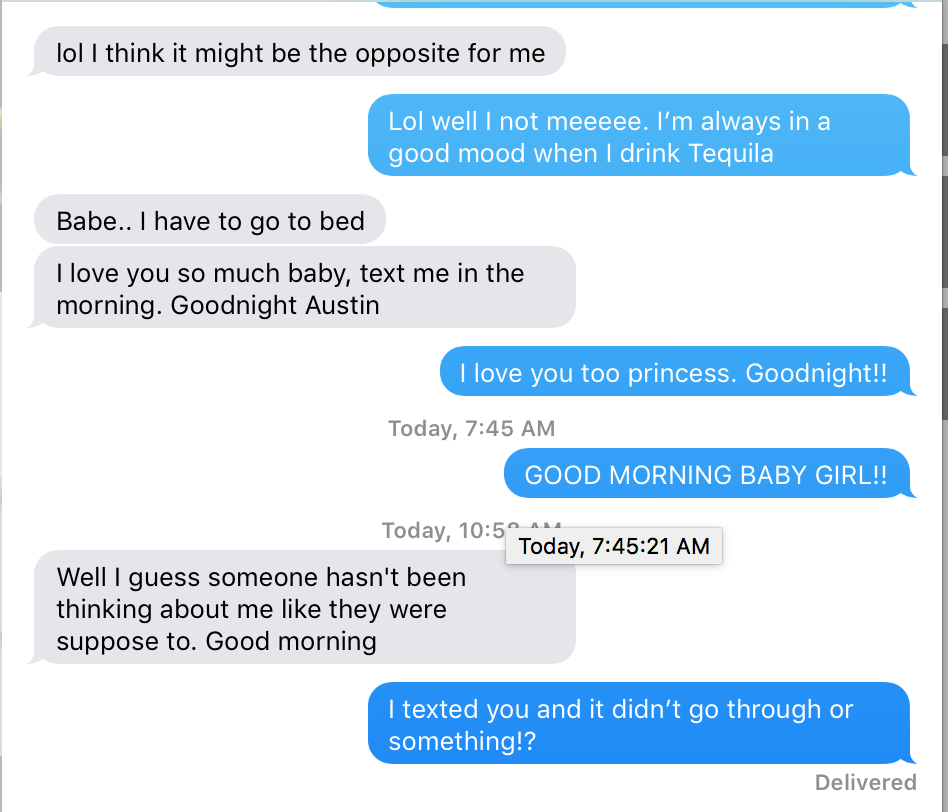 lol I think it might be the opposite for me
Lol well I not meeeee. I’m always in a
good mood when I drink Tequila
Babe.. I have to go to bed
I love you so much baby, text me in the
morning. Goodnight Austin
I love you too princess. Goodnight!!
Today, 7:45 AM
GOOD MORNING BABY GIRL!!
Today, AM
Today, 7:45:21 AM
Well I guess someone hasn't been
thinking about me like they were
suppose to. Good morning
I texted you and it didn’t go through or
something!?
Delivered